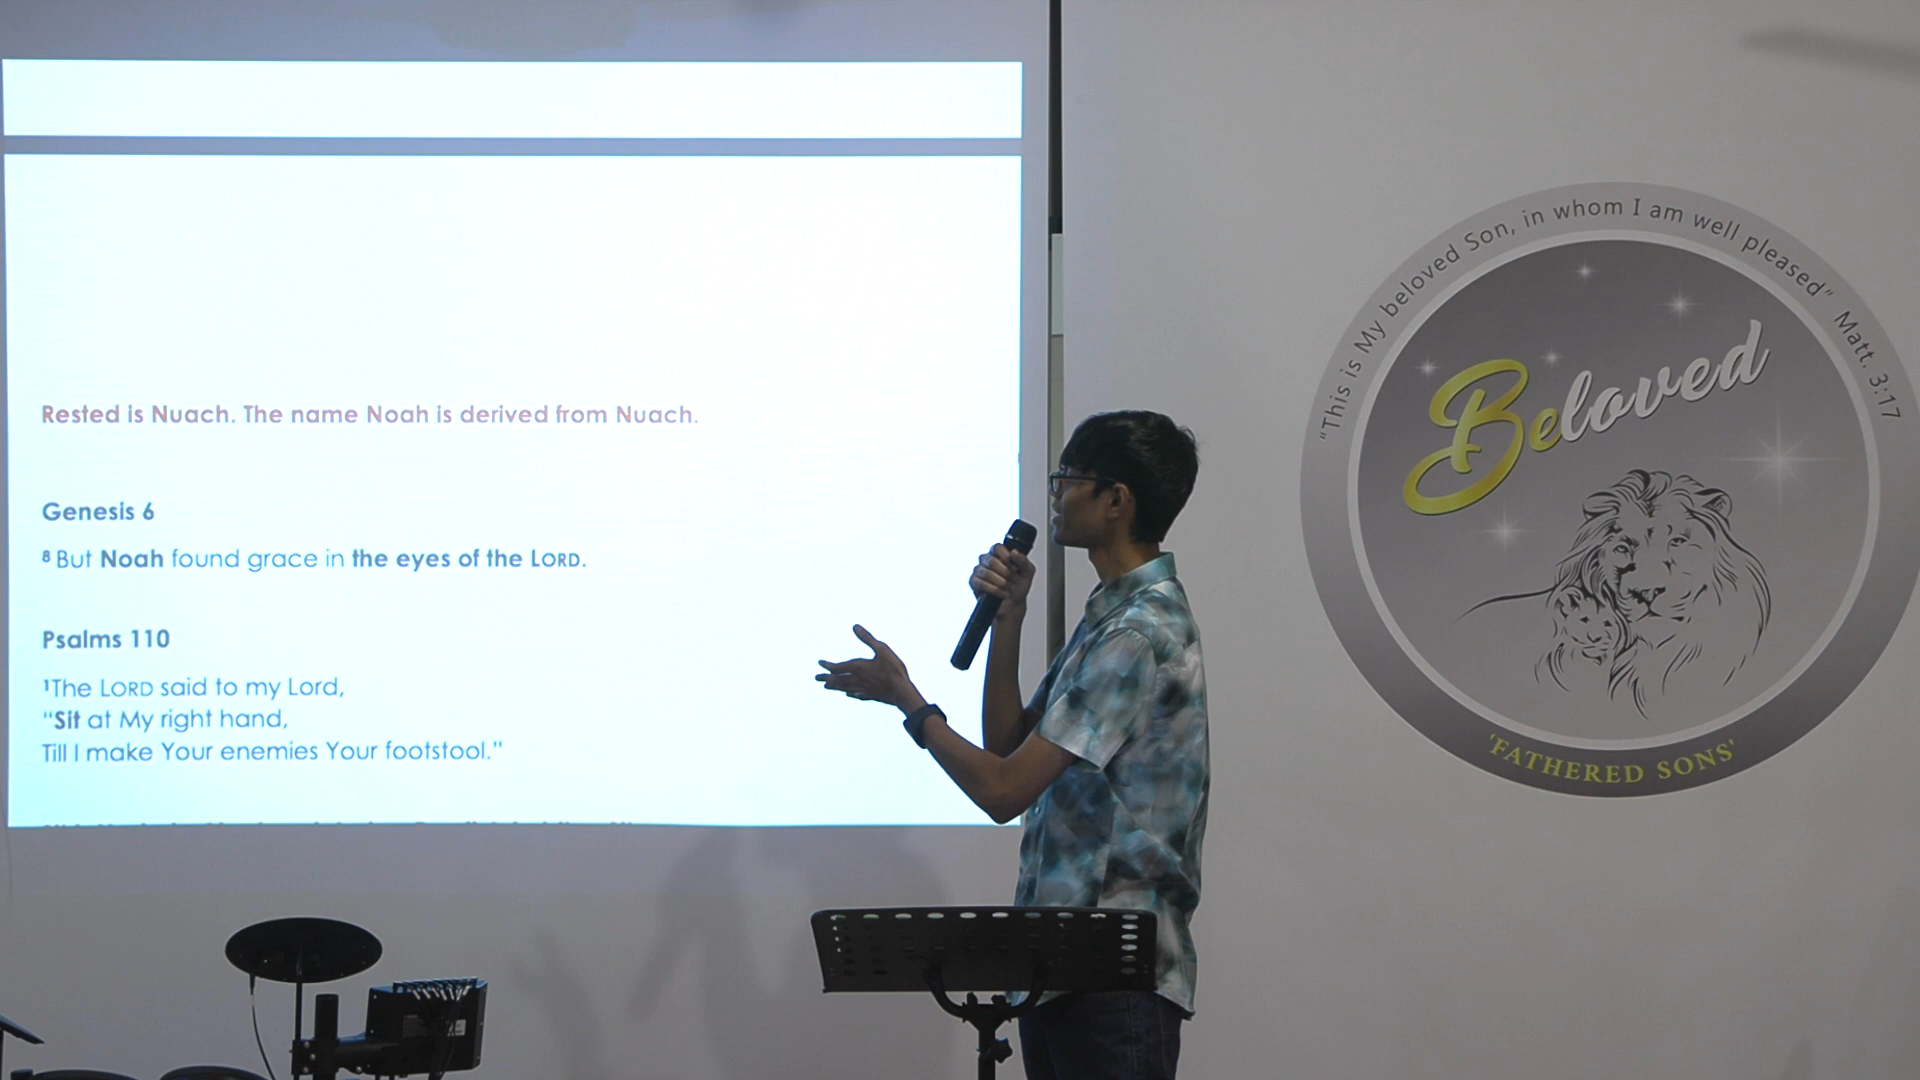 Rested is Nuach. The name Noah is derived from Nuach.
Genesis 6
8 But Noah found grace in the eyes of the LORD.
Psalms 110
1The LORD said to my Lord,
"Sit at My right hand,
Till I make Your enemies Your footstool."
"This is My beloved Son, in whom I am well pleased" Matt. 3:17
Beloved
'FATHERED SONS'